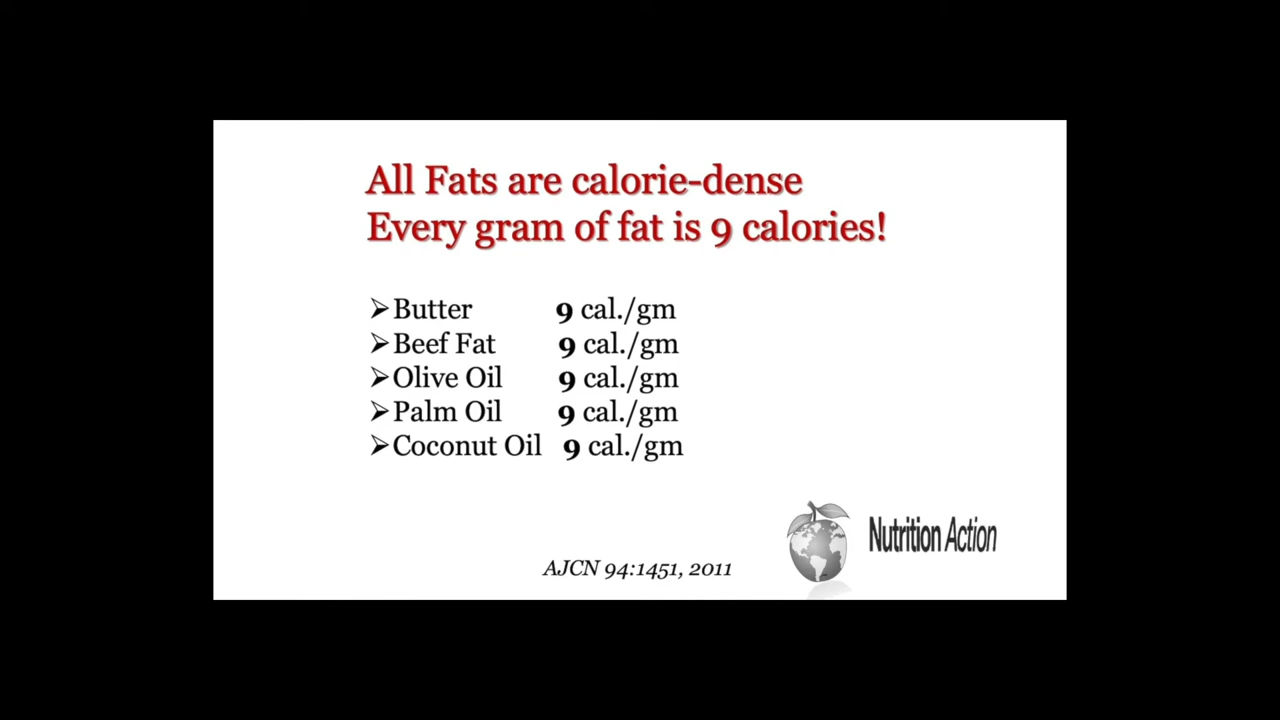 All Fats are calorie-dense
Every gram of fat is 9 calories!
➢Butter 9 cal./gm
➢Beef Fat 9 cal./gm
➢Olive Oil 9 cal./gm
➢Palm Oil 9 cal./gm
➢Coconut Oil 9 cal./gm
Nutrition Action
AJCN 94:1451, 2011